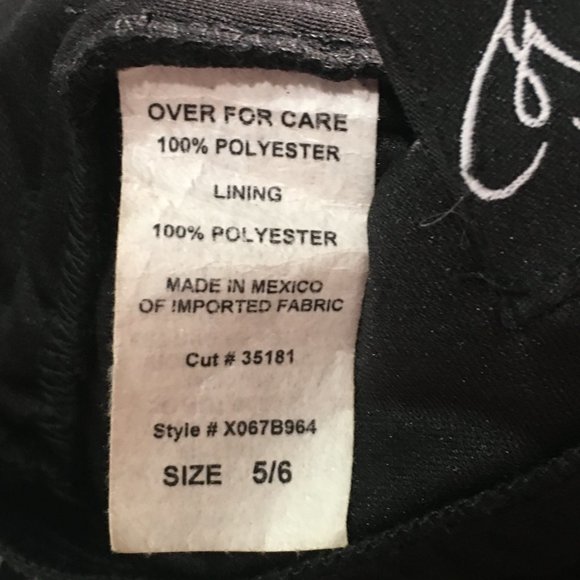 OVER FOR CARE
100% POLYESTER
LINING
100% POLYESTER
MADE IN MEXICO
OF IMPORTED FABRIC
Cut # 35181
Style # X067B964
SIZE 5/6